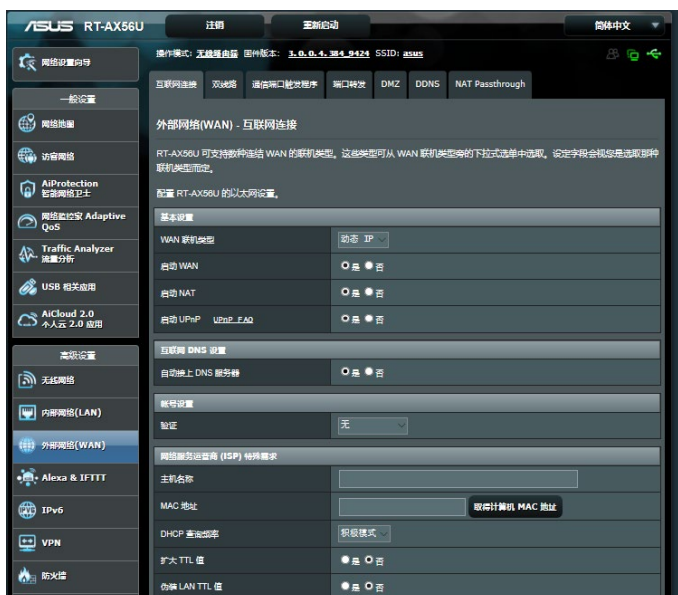 ASUS RT-AX56U
注销
重新启动
简体中文
操作模式: 无线路由器 固件版本: 3.0.0.4.384_9424 SSID: asus
网络设置向导
一般设置
网络地图
访客网络
AiProtection
智能网络卫士
网络监控家 Adaptive
QoS
Traffic Analyzer
流量分析
USB 相关应用
AiCloud 2.0
个人云 2.0 应用
高级设置
无线网络
内部网络(LAN)
外部网络(WAN)
Alexa & IFTTT
IPv6
VPN
防火墙
互联网连接 双线路 通信端口触发程序 端口转发 DMZ DDNS NAT Passthrough
外部网络(WAN) - 互联网连接
RT-AX56U 可支持数种连结 WAN 的联机类型。这些类型可从 WAN 联机类型旁的下拉式选单中选取。设定字段会视您是选取那种
联机类型而定。
配置 RT-AX56U 的以太网设置。
基本设置
WAN 联机类型 动态 IP
启动 WAN 是 否
启动 NAT 是 否
启动 UPnP UPnP FAQ 是 否
互联网 DNS 设置
自动接上 DNS 服务器 是 否
帐号设置
验证 无
网络服务运营商 (ISP) 特殊需求
主机名称
MAC 地址 取得计算机 MAC 地址
DHCP 查询频率 积极模式
扩大 TTL 值 是 否
伪装 LAN TTL 值 是 否